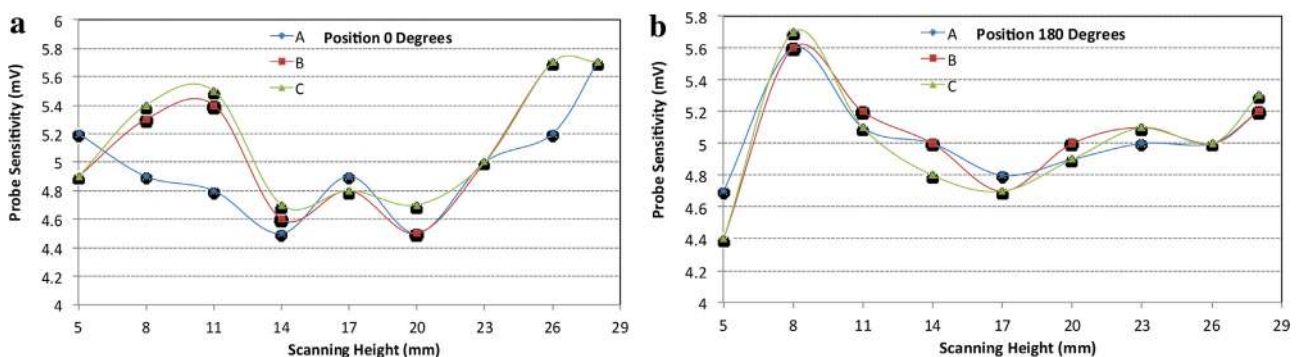 a
Position 0 Degrees
A
B
C
Probe Sensitivity (mV)
6
5.8
5.6
5.4
5.2
5
4.8
4.6
4.4
4.2
4
5 8 11 14 17 20 23 26 29
Scanning Height (mm)
b
Position 180 Degrees
A
B
C
Probe Sensitivity (mV)
5.8
5.6
5.4
5.2
5
4.8
4.6
4.4
4.2
4
5 8 11 14 17 20 23 26 29
Scanning Height (mm)